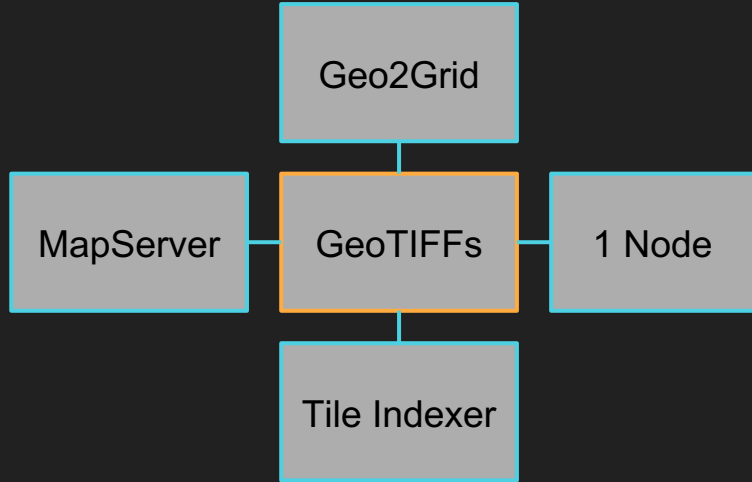 Geo2Grid
MapServer
GeoTIFFs
1 Node
Tile Indexer